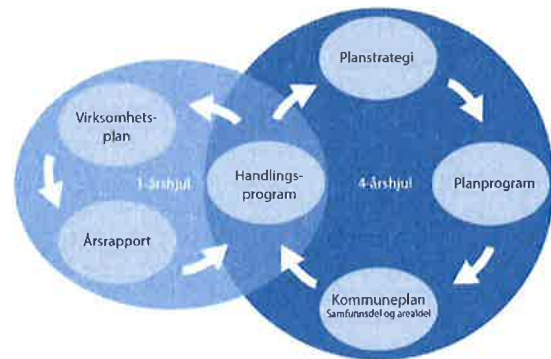 Planstrategi
Virksomhets-
plan
1-årshjul
Handlings-
program
4-årshjul
Planprogram
Årsrapport
Kommuneplan
Samfunnsdel og arealdel